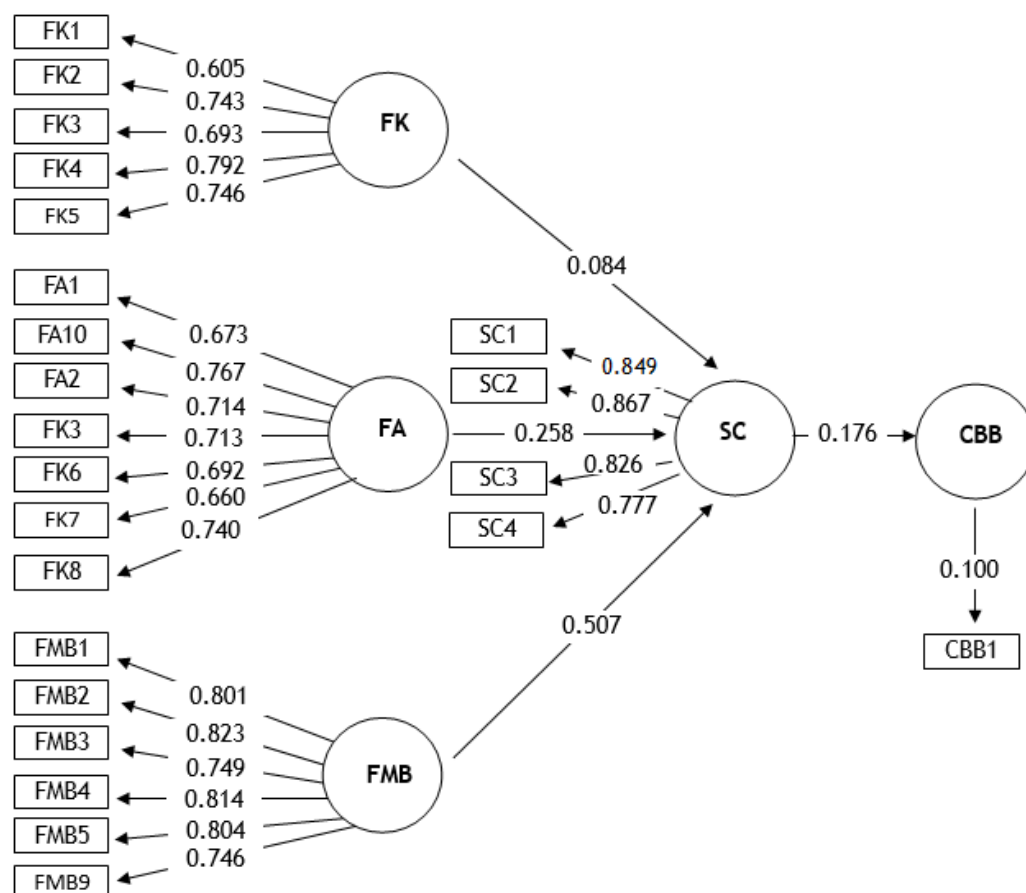 FK1
FK2
FK3
FK4
FK5
0.605
0.743
0.693
0.792
0.746
FK
0.084
FA1
FA10
FA2
FK3
FK6
FK7
FK8
0.673
0.767
0.714
0.713
0.692
0.660
0.740
FA
0.258
SC1
SC2
SC3
SC4
0.849
0.867
0.826
0.777
SC
0.176
CBB
0.100
CBB1
FMB1
FMB2
FMB3
FMB4
FMB5
FMB9
0.801
0.823
0.749
0.814
0.804
0.746
FMB
0.507